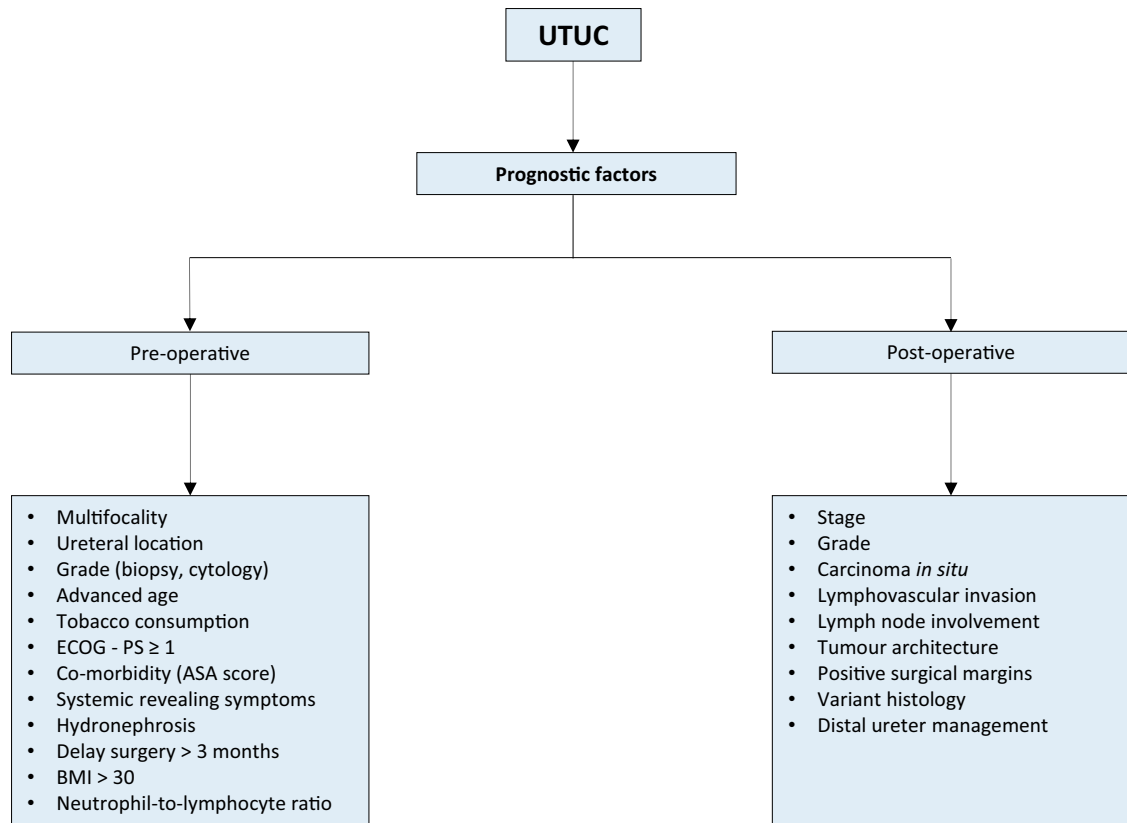 UTUC
Prognostic factors
Pre-operative
Post-operative
• Multifocality
• Ureteral location
• Grade (biopsy, cytology)
• Advanced age
• Tobacco consumption
• ECOG - PS ≥ 1
• Co-morbidity (ASA score)
• Systemic revealing symptoms
• Hydronephrosis
• Delay surgery > 3 months
• BMI > 30
• Neutrophil-to-lymphocyte ratio
• Stage
• Grade
• Carcinoma in situ
• Lymphovascular invasion
• Lymph node involvement
• Tumour architecture
• Positive surgical margins
• Variant histology
• Distal ureter management